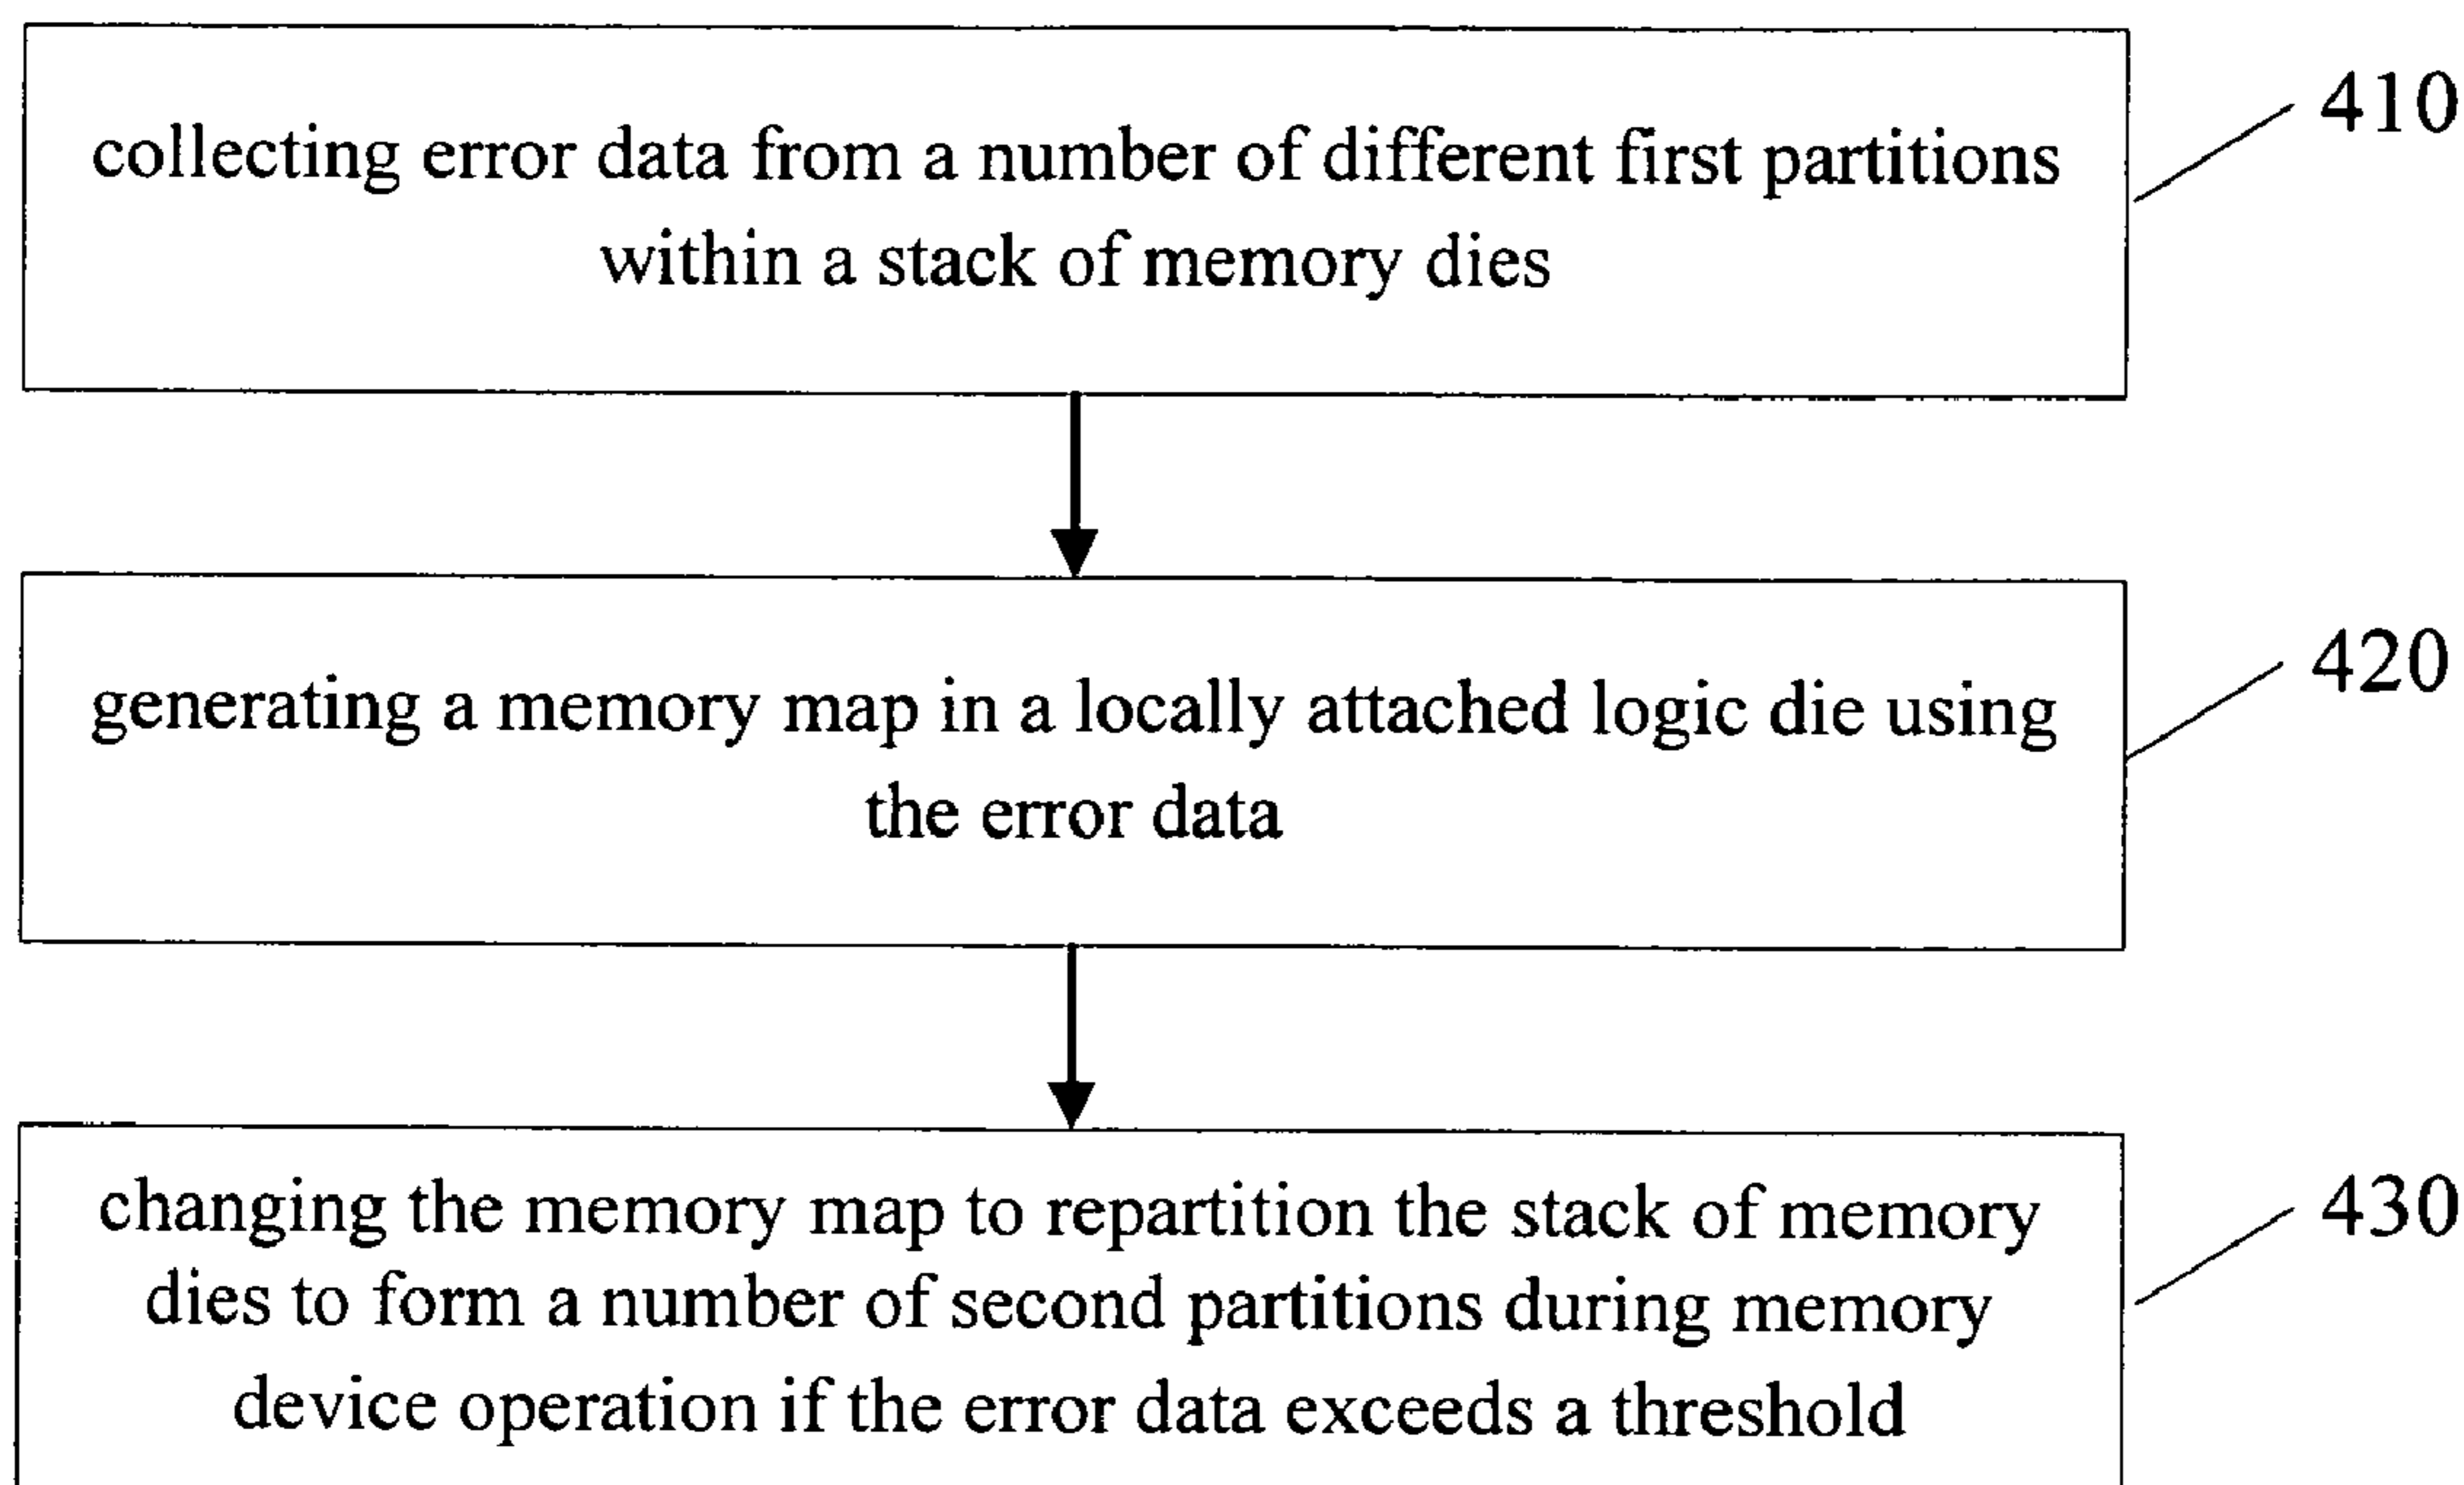 collecting error data from a number of different first partitions
within a stack of memory dies
410
generating a memory map in a locally attached logic die using
the error data
420
changing the memory map to repartition the stack of memory
dies to form a number of second partitions during memory
device operation if the error data exceeds a threshold
430